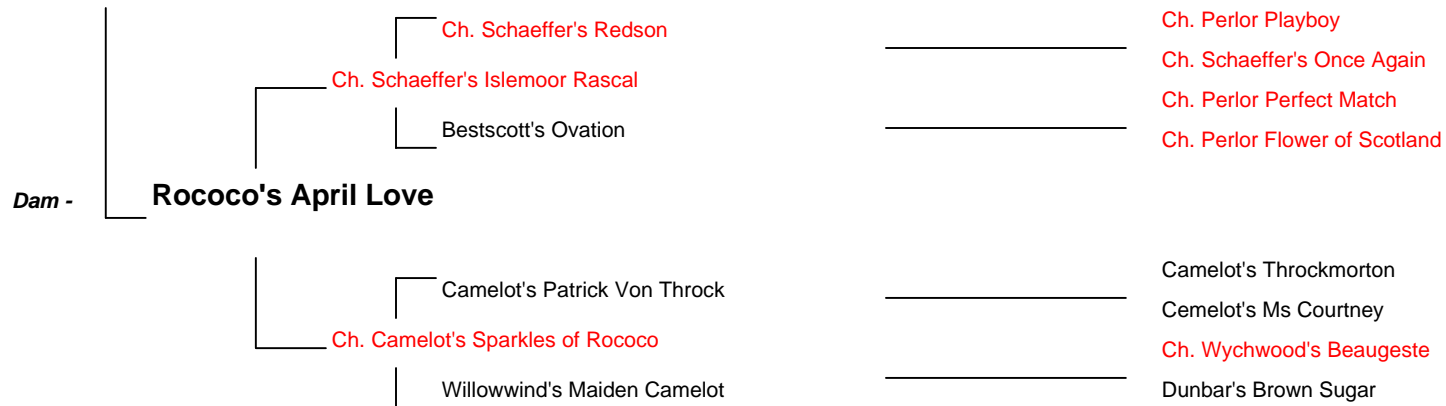 Ch. Perlor Playboy
Ch. Schaeffer's Redson
Ch. Schaeffer's Once Again
Ch. Schaeffer's Islemoor Rascal
Ch. Perlor Perfect Match
Bestscott's Ovation
Ch. Perlor Flower of Scotland
Dam - Rococo's April Love
Camelot's Throckmorton
Camelot's Patrick Von Throck
Cemelot's Ms Courtney
Ch. Camelot's Sparkles of Rococo
Ch. Wychwood's Beaugeste
Willowwind's Maiden Camelot
Dunbar's Brown Sugar